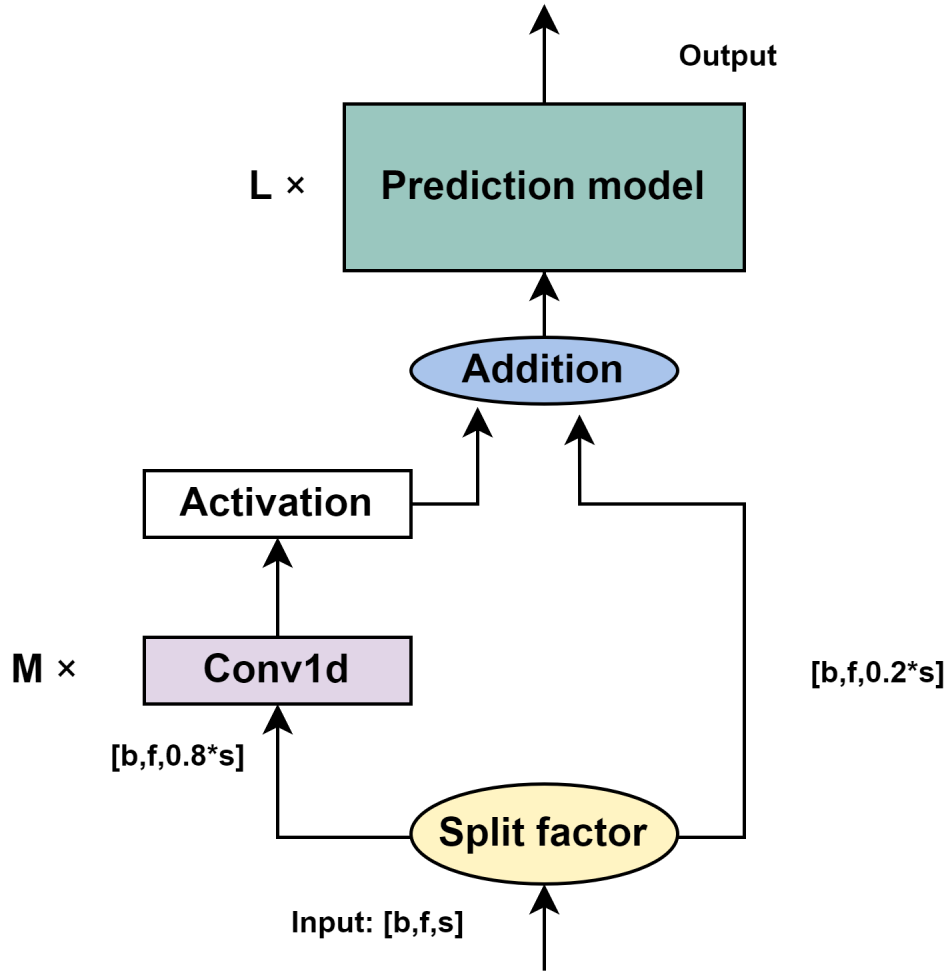 Output
L ×
Prediction model
Addition
Activation
M ×
Conv1d
[b,f,0.2*s]
[b,f,0.8*s]
Split factor
Input: [b,f,s]